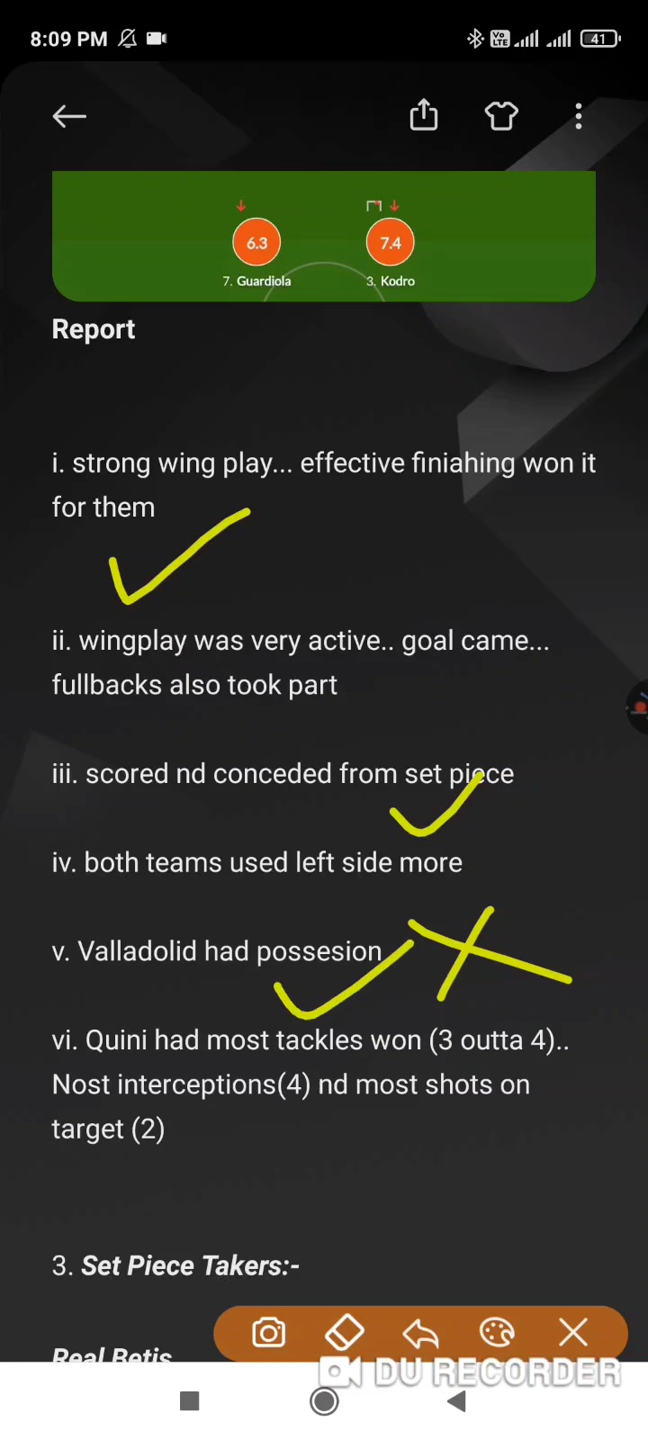 8:09 PM
Vo LTE
41
6.3
7.4
7. Guardiola
3. Kodro
Report
i. strong wing play... effective finiahing won it
for them
ii. wingplay was very active.. goal came...
fullbacks also took part
iii. scored nd conceded from set piece
iv. both teams used left side more
v. Valladolid had possesion
vi. Quini had most tackles won (3 outta 4)..
Nost interceptions(4) nd most shots on
target (2)
3. Set Piece Takers:-
Real Betis
DU RECORDER